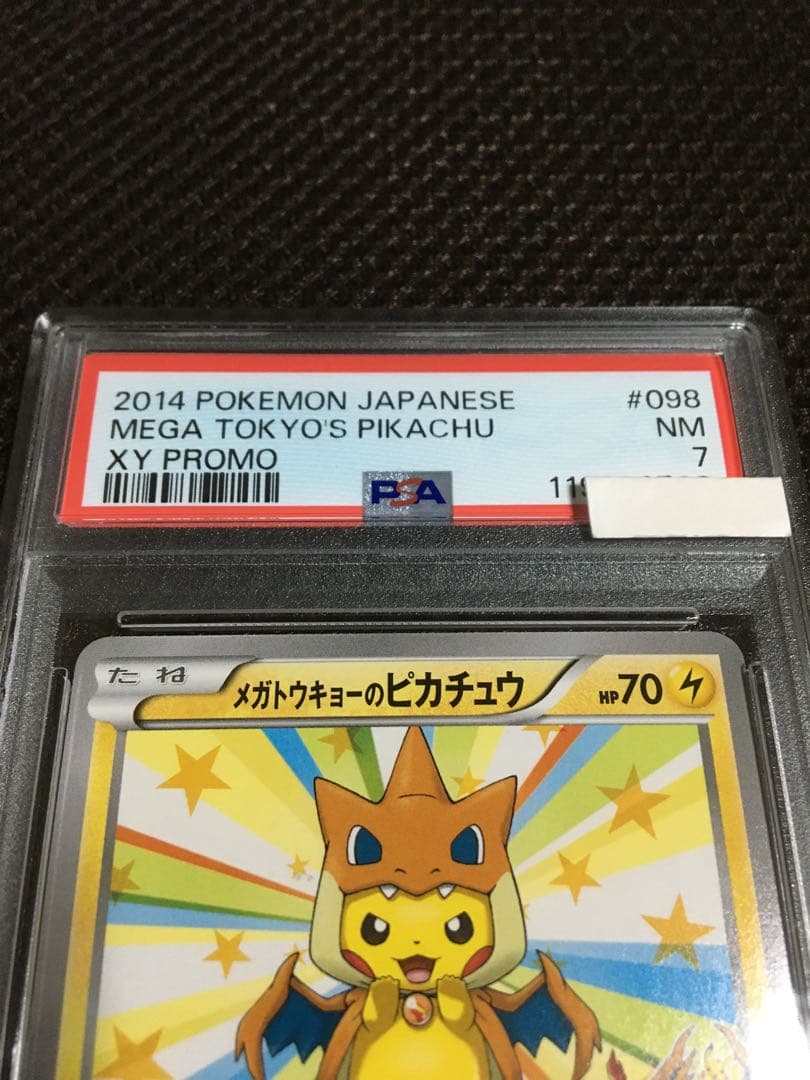 2014 POKEMON JAPANESE #098
MEGA TOKYO'S PIKACHU NM
XY PROMO 7
PSA
たね メガトウキョーのピカチュウ HP70